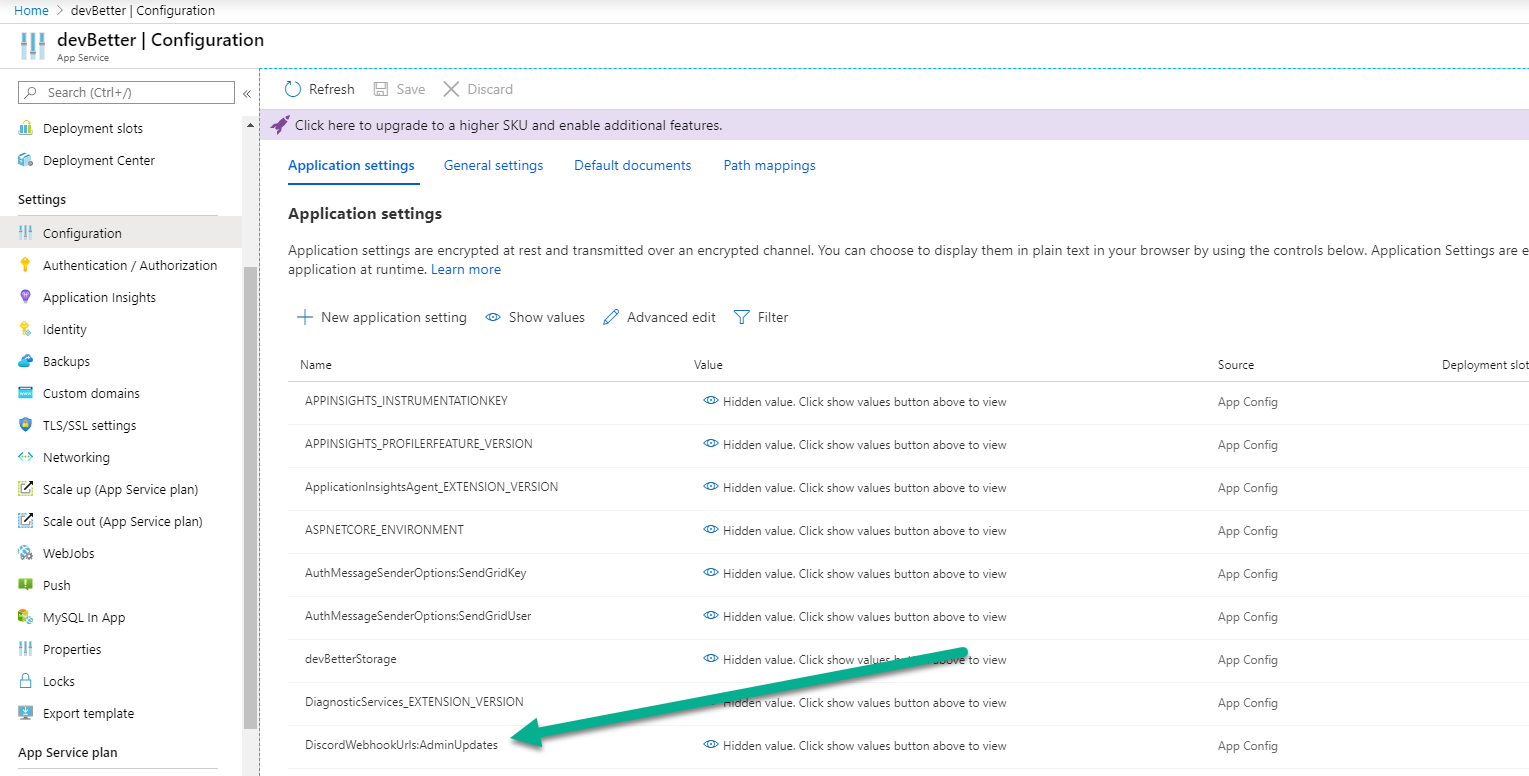 Home > devBetter | Configuration
devBetter | Configuration
App Service
Search (Ctrl+/)
«
Deployment slots
Deployment Center
Settings
Configuration
Authentication / Authorization
Application Insights
Identity
Backups
Custom domains
TLS/SSL settings
Networking
Scale up (App Service plan)
Scale out (App Service plan)
WebJobs
Push
MySQL In App
Properties
Locks
Export template
App Service plan
Refresh Save Discard
Click here to upgrade to a higher SKU and enable additional features.
Application settings General settings Default documents Path mappings
Application settings
Application settings are encrypted at rest and transmitted over an encrypted channel. You can choose to display them in plain text in your browser by using the controls below. Application Settings are e
application at runtime. Learn more
New application setting Show values Advanced edit Filter
Name Value Source Deployment slot
APPINSIGHTS_INSTRUMENTATIONKEY Hidden value. Click show values button above to view App Config
APPINSIGHTS_PROFILERFEATURE_VERSION Hidden value. Click show values button above to view App Config
ApplicationInsightsAgent_EXTENSION_VERSION Hidden value. Click show values button above to view App Config
ASPNETCORE_ENVIRONMENT Hidden value. Click show values button above to view App Config
AuthMessageSenderOptions:SendGridKey Hidden value. Click show values button above to view App Config
AuthMessageSenderOptions:SendGridUser Hidden value. Click show values button above to view App Config
devBetterStorage Hidden value. Click show values button above to view App Config
DiagnosticServices_EXTENSION_VERSION Hidden value. Click show values button above to view App Config
DiscordWebhookUrls:AdminUpdates Hidden value. Click show values button above to view App Config